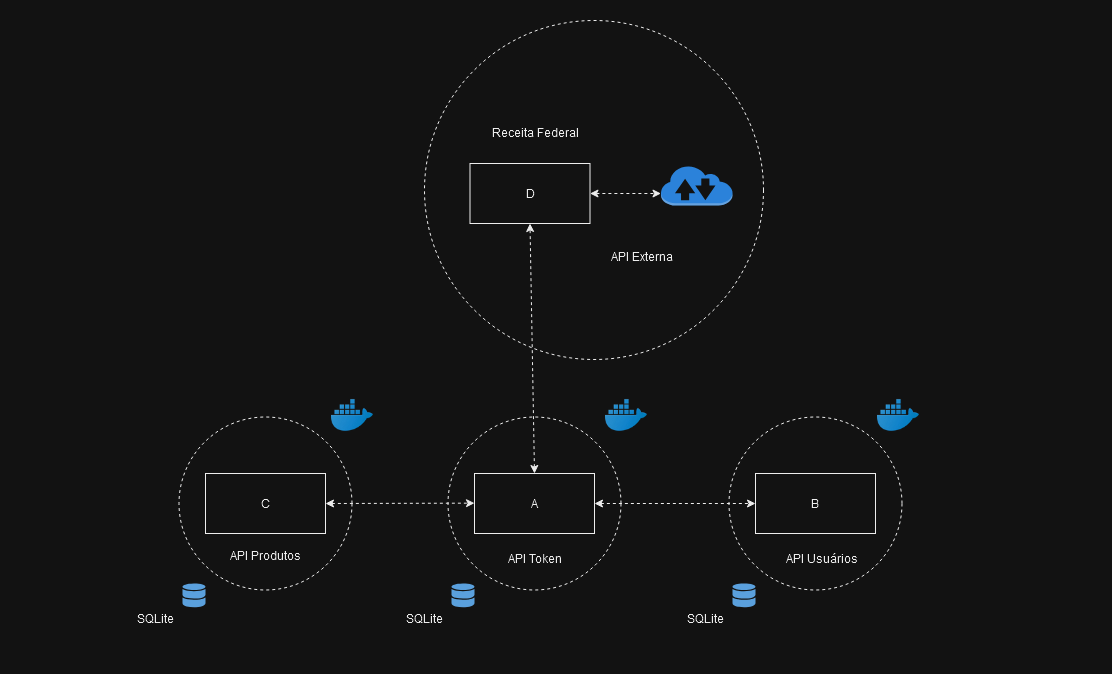 Receita Federal
D
API Externa
C
A
B
API Produtos
API Token
API Usuários
SQLite
SQLite
SQLite